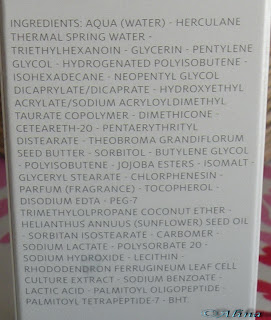 INGREDIENTS: AQUA (WATER) - HERCULANE
THERMAL SPRING WATER -
TRIETHYLHEXANOIN - GLYCERIN - PENTYLENE
GLYCOL - HYDROGENATED POLYISOBUTENE -
ISOHEXADECANE - NEOPENTYL GLYCOL
DICAPRYLATE/DICAPRATE - HYDROXYETHYL
ACRYLATE/SODIUM ACRYLOYLDIMETHYL
TAURATE COPOLYMER - DIMETHICONE -
CETEARETH-20 - PENTAERYTHRITYL
DISTEARATE - THEOBROMA GRANDIFLORUM
SEED BUTTER - SORBITOL - BUTYLENE GLYCOL
- POLYISOBUTENE - JOJOBA ESTERS - ISOMALT -
GLYCERYL STEARATE - CHLORPHENESIN -
PARFUM (FRAGRANCE) - TOCOPHEROL -
DISODIUM EDTA - PEG-7
TRIMETHYLOLPROPANE COCONUT ETHER -
HELIANTHUS ANNUUS (SUNFLOWER) SEED OIL
- SORBITAN ISOSTEARATE - CARBOMER -
SODIUM LACTATE - POLYSORBATE 20 -
SODIUM HYDROXIDE - LECITHIN -
RHODODENDRON FERRUGINEUM LEAF CELL
CULTURE EXTRACT - SODIUM BENZOATE -
- LACTIC ACID - PALMITOYL OLIGOPEPTIDE -
PALMITOYL TETRAPEPTIDE-7 - BHT.